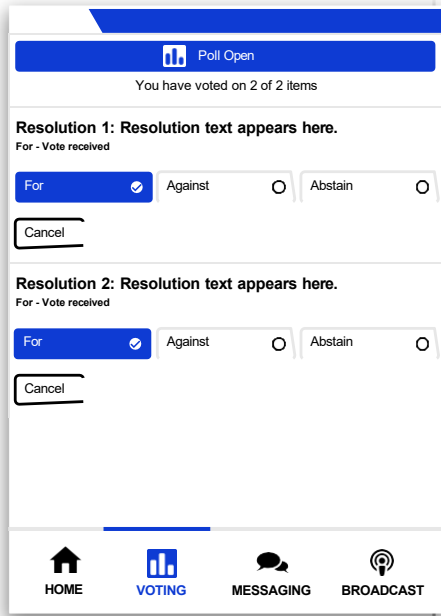 Poll Open
You have voted on 2 of 2 items
Resolution 1: Resolution text appears here.
For - Vote received
For Against Abstain
Cancel
Resolution 2: Resolution text appears here.
For - Vote received
For Against Abstain
Cancel
HOME VOTING MESSAGING BROADCAST